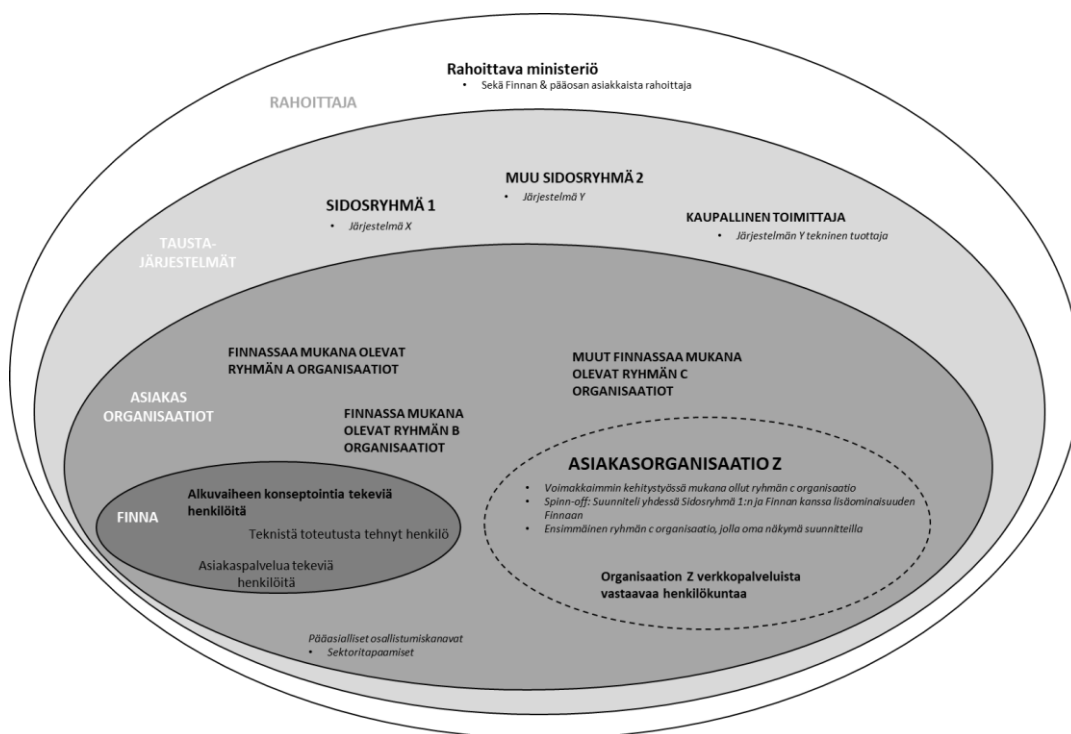 Rahoittava ministeriö
• Sekä Finnan & pääosan asiakkaista rahoittaja
RAHOITTAJA
MUU SIDOSRYHMÄ 2
• Järjestelmä Y
SIDOSRYHMÄ 1
• Järjestelmä X
KAUPALLINEN TOIMITTAJA
• Järjestelmän Y tekninen tuottaja
TAUSTA-
JÄRJESTELMÄT
FINNASSAA MUKANA OLEVAT
RYHMÄN A ORGANISAATIOT
MUUT FINNASSAA MUKANA
OLEVAT RYHMÄN C
ORGANISAATIOT
ASIAKAS
ORGANISAATIOT
FINNASSA MUKANA
OLEVAT RYHMÄN B
ORGANISAATIOT
ASIAKASORGANISAATIO Z
• Voimakkaimmin kehitystyössä mukana ollut ryhmän c organisaatio
• Spinn-off: Suunniteli yhdessä Sidosryhmä 1:n ja Finnan kanssa lisäominaisuuden
Finnaan
• Ensimmäinen ryhmän c organisaatio, jolla oma näkymä suunnitteilla
Organisaation Z verkkopalveluista
vastaavaa henkilökuntaa
Alkuvaiheen konseptointia tekeviä
henkilöitä
FINNA
Teknistä toteutusta tehnyt henkilö
Asiakaspalvelua tekeviä
henkilöitä
Pääasialliset osallistumiskanavat
• Sektoritapaamiset